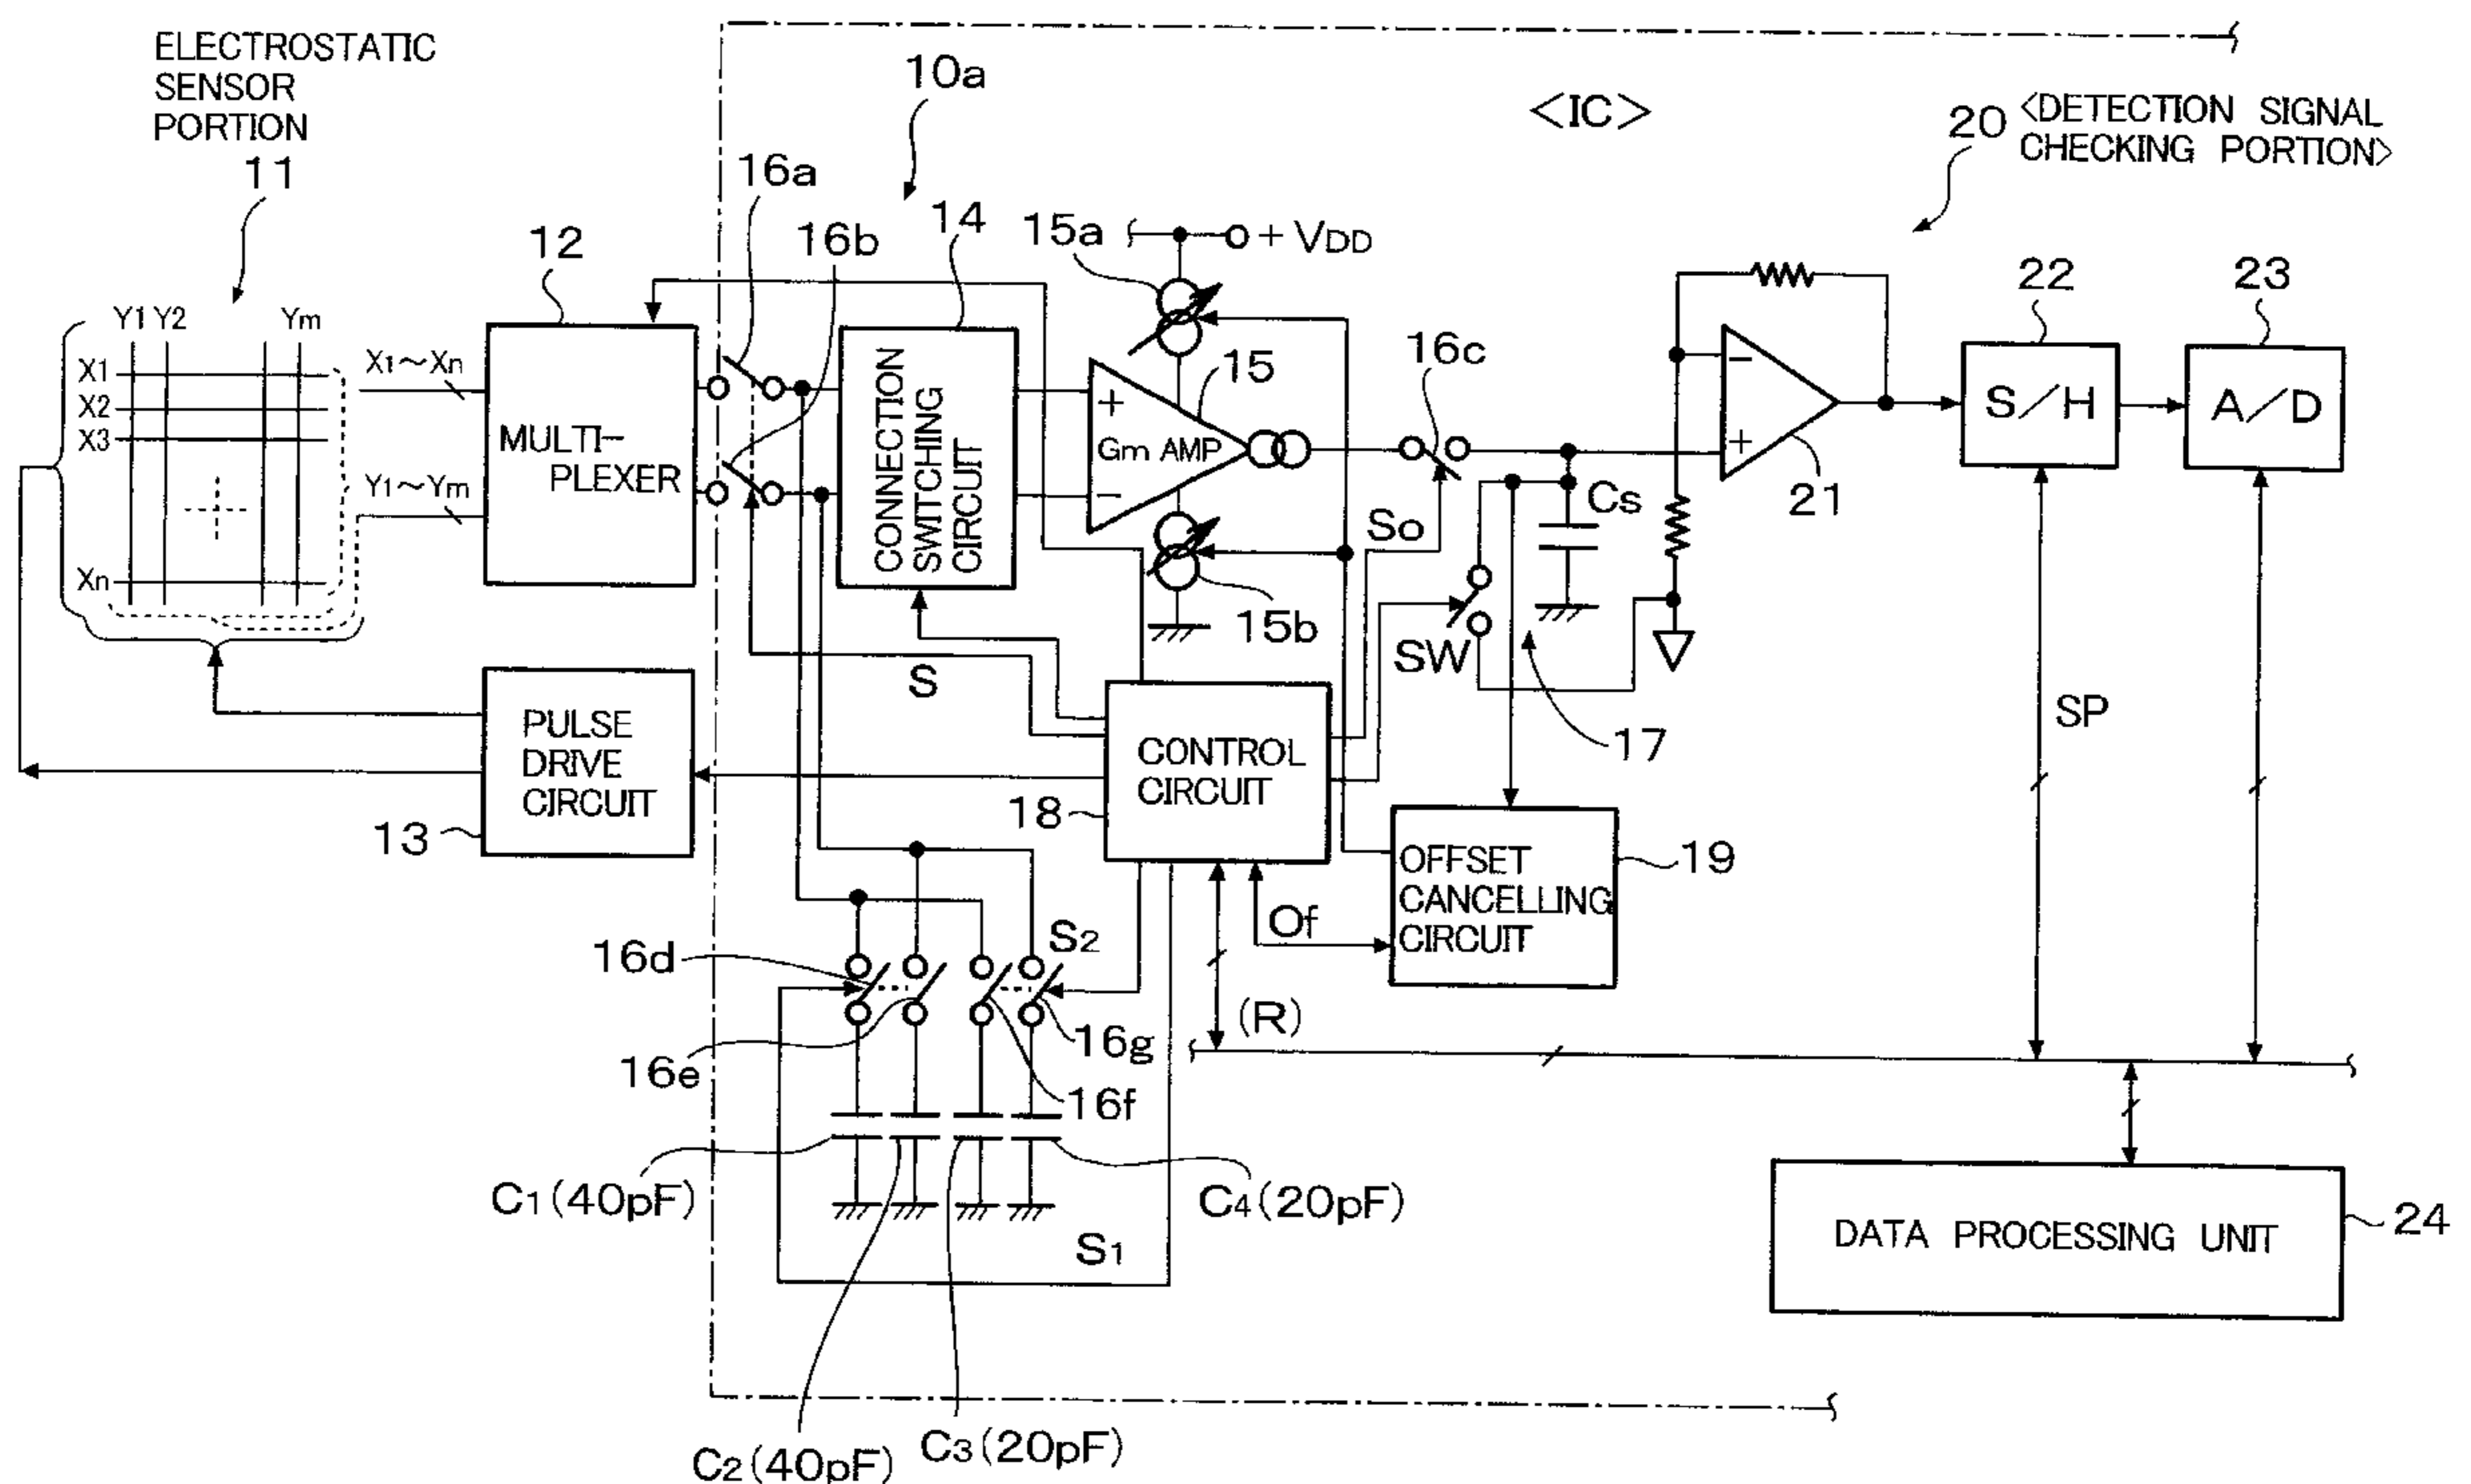 ELECTROSTATIC
SENSOR
PORTION
11
10a
<IC>
20 <DETECTION SIGNAL
CHECKING PORTION>
16a
16b
12
14
15a
+VDD
22
23
Y1 Y2 Ym
X1
X2
X3
Xn
X1~Xn
Y1~Ym
MULTI-
PLEXER
CONNECTION
SWITCHING
CIRCUIT
+
Gm AMP
−
15
16c
−
+
21
S/H
A/D
So
Cs
15b
SW
S
17
SP
PULSE
DRIVE
CIRCUIT
13
CONTROL
CIRCUIT
18
OFFSET
CANCELLING
CIRCUIT
19
Of
S2
16d
16e
16g
16f
(R)
C1(40pF)
C4(20pF)
S1
C2(40pF)
C3(20pF)
DATA PROCESSING UNIT
24